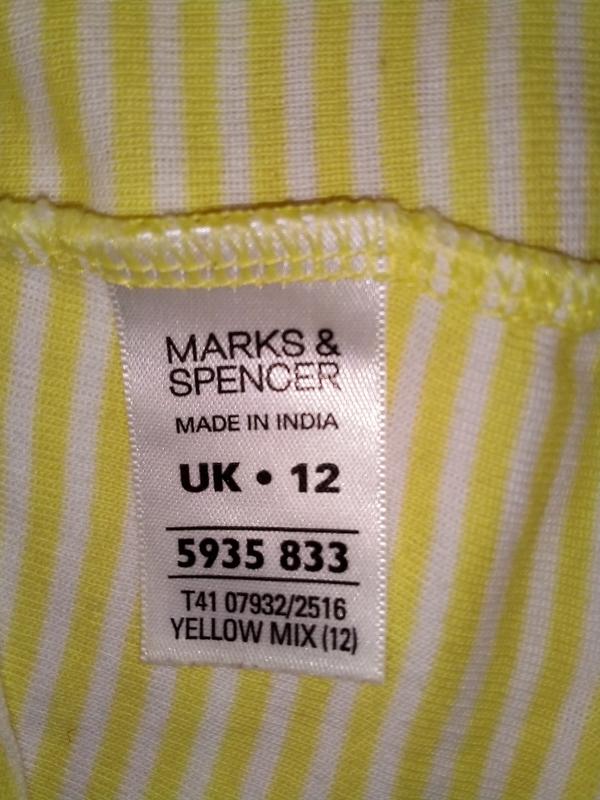 MARKS &
SPENCER
MADE IN INDIA
UK • 12
5935 833
T41 07932/2516
YELLOW MIX (12)